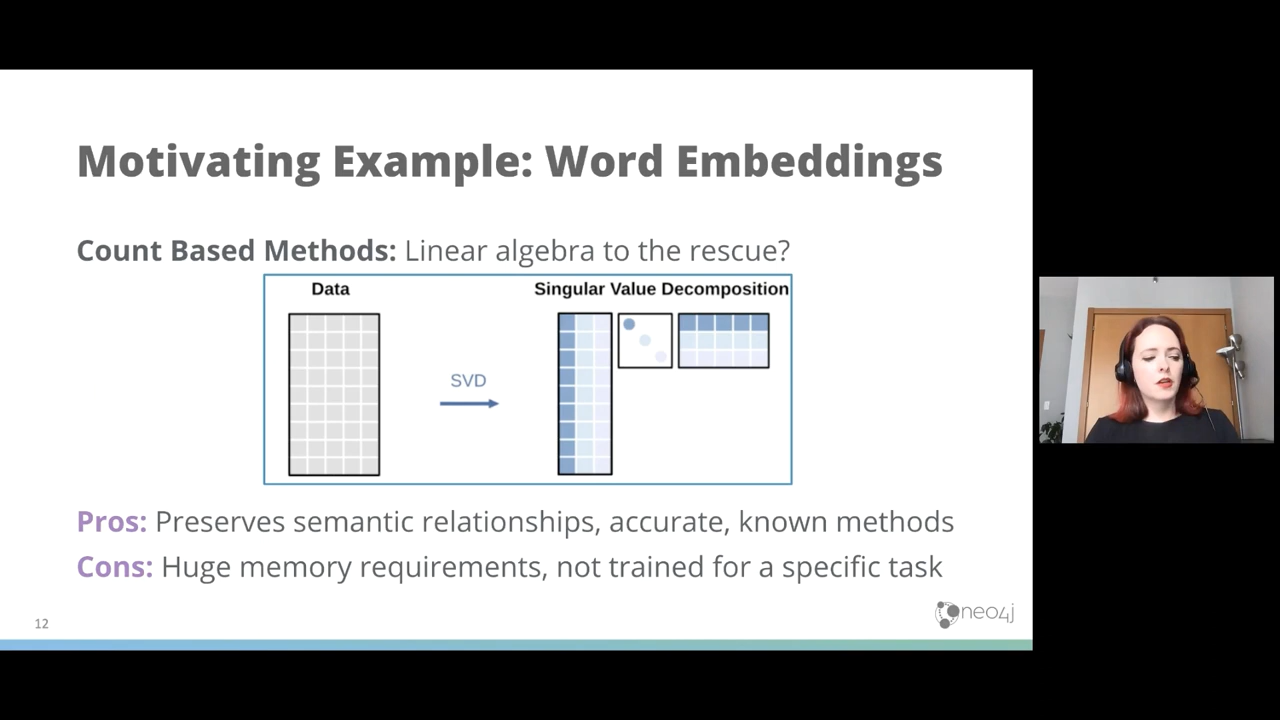 Motivating Example: Word Embeddings
Count Based Methods: Linear algebra to the rescue?
Data
Singular Value Decomposition
SVD
Pros: Preserves semantic relationships, accurate, known methods
Cons: Huge memory requirements, not trained for a specific task
12
neo4j